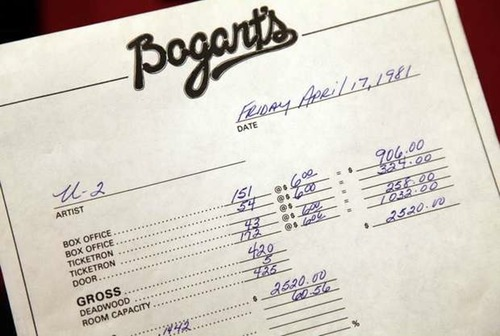 Bogart's
FRIDAY APRIL 17, 1981
DATE
U-2
ARTIST
BOX OFFICE 151 @ $ 6.00 = $ 906.00
BOX OFFICE 54 @ $ 6.00 = 324.00
TICKETRON 43 @ $ 6.00 = 258.00
TICKETRON 172 @ $ 6.00 = 1032.00
DOOR
GROSS 420 $ 2520.00
DEADWOOD 5
ROOM CAPACITY 425
$ 2520.00
60.56
1442 %